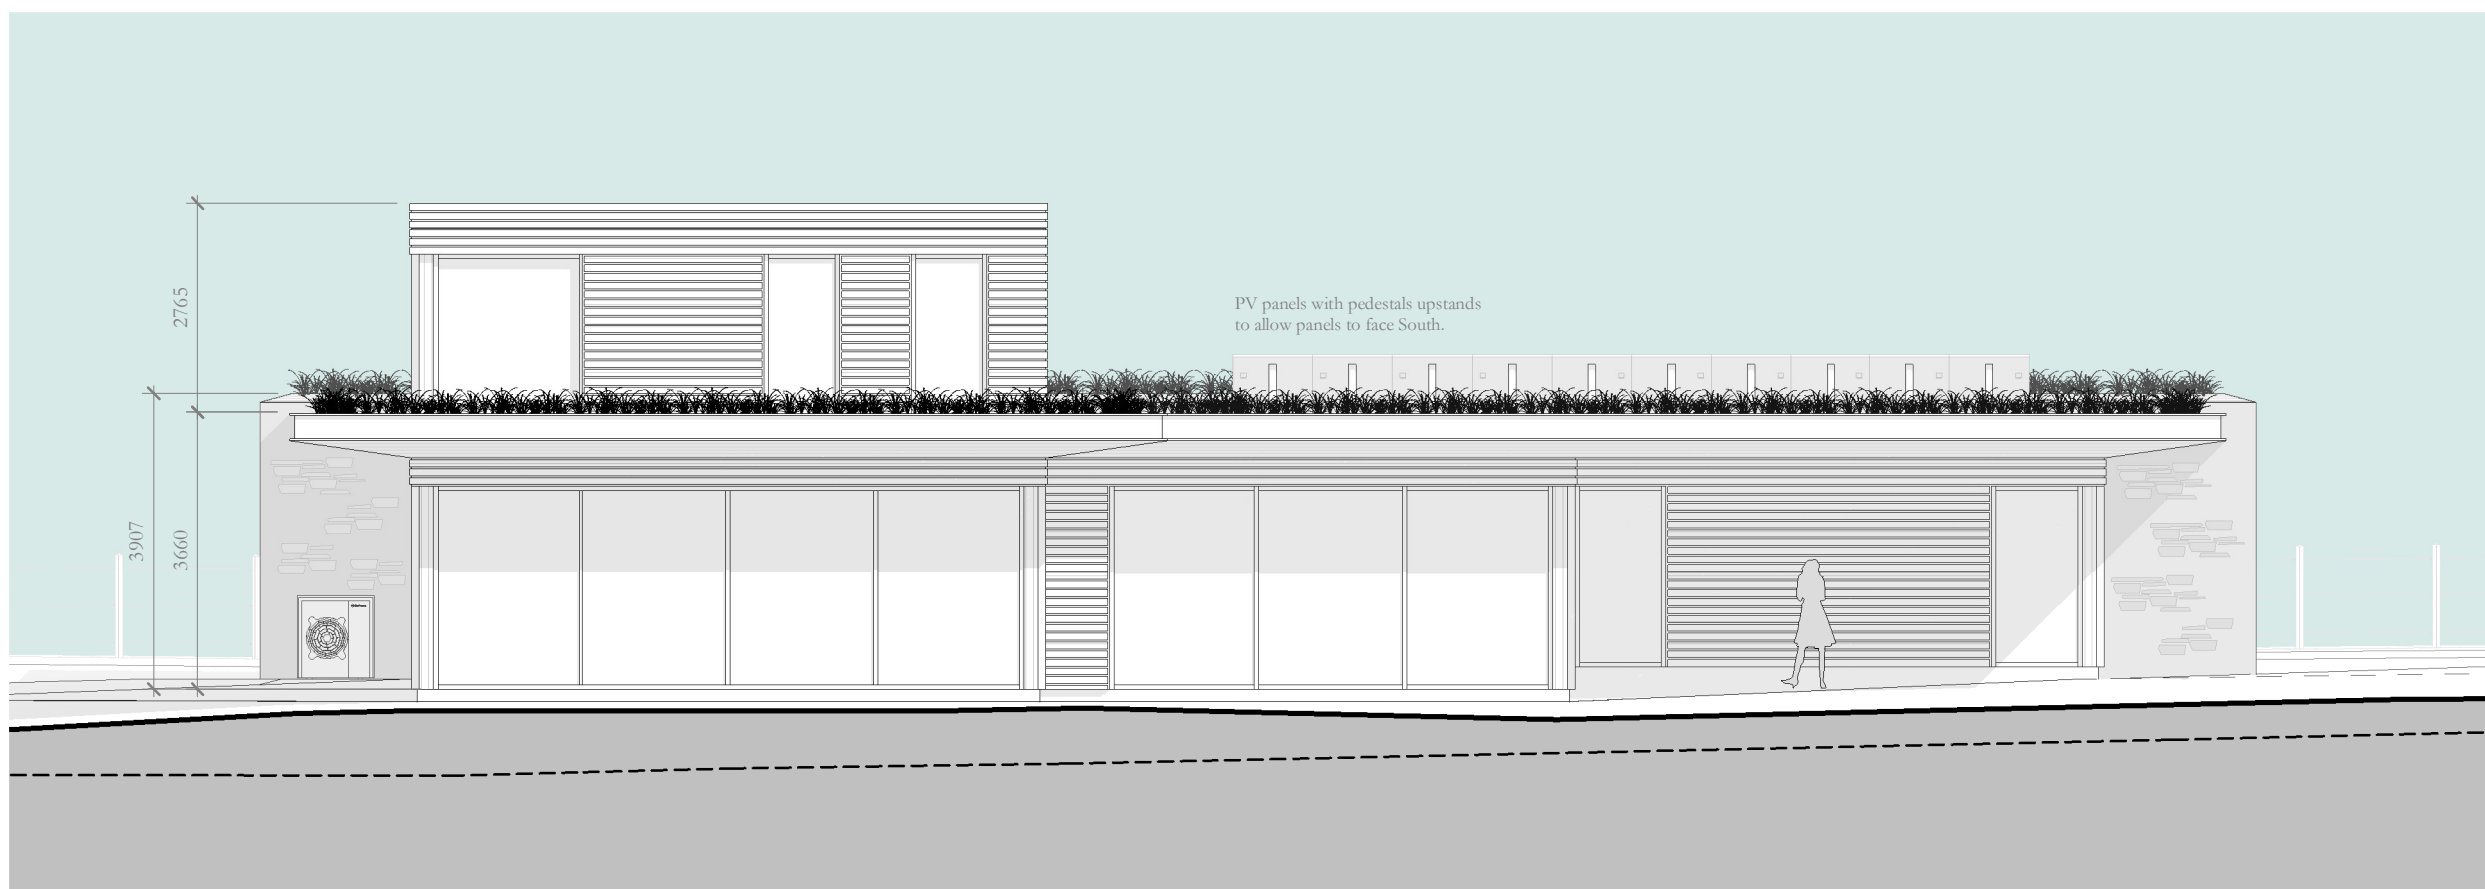 2765
PV panels with pedestals upstands
to allow panels to face South.
3907
3660